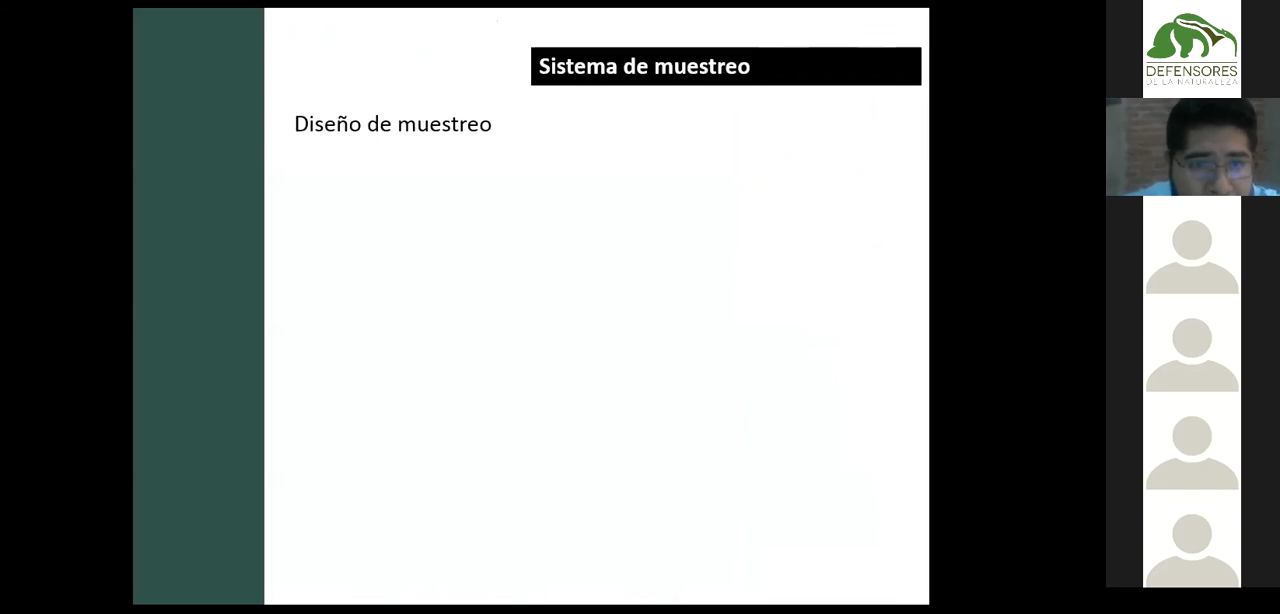 Sistema de muestreo
Diseño de muestreo
DEFENSORES
DE LA NATURALEZA